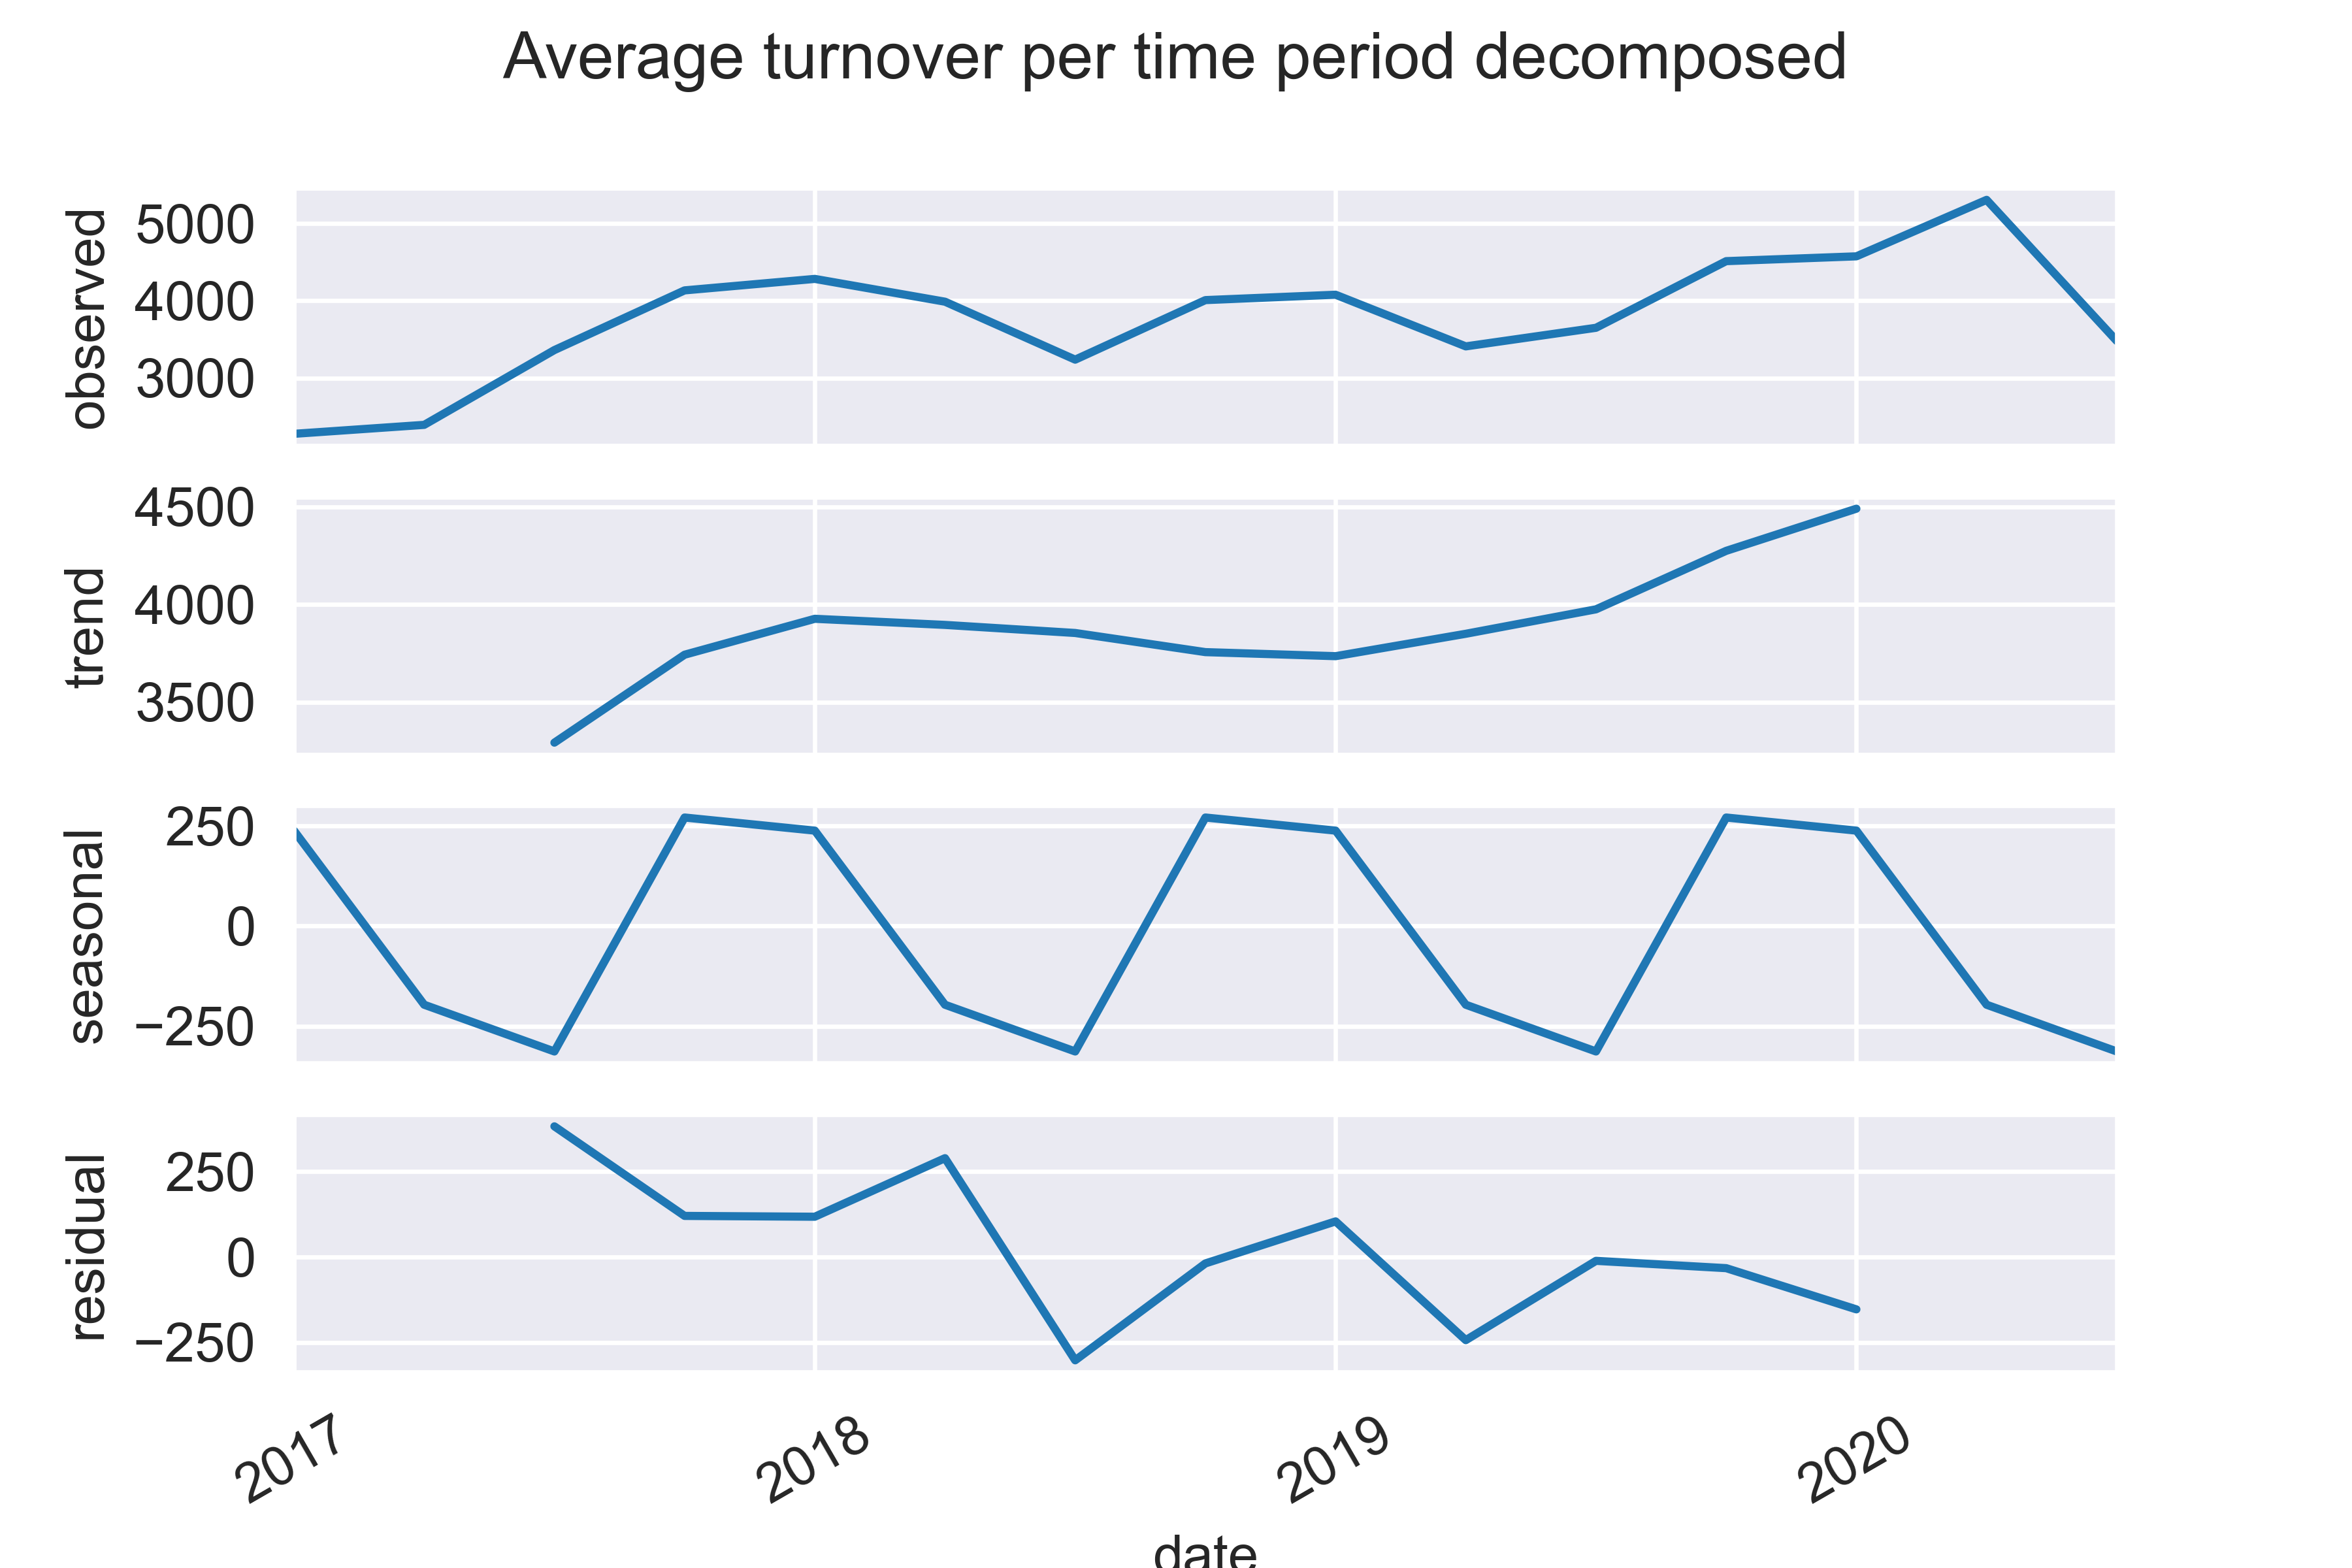 Average turnover per time period decomposed
observed
5000
4000
3000
trend
4500
4000
3500
seasonal
250
0
−250
residual
250
0
−250
2017 2018 2019 2020
date